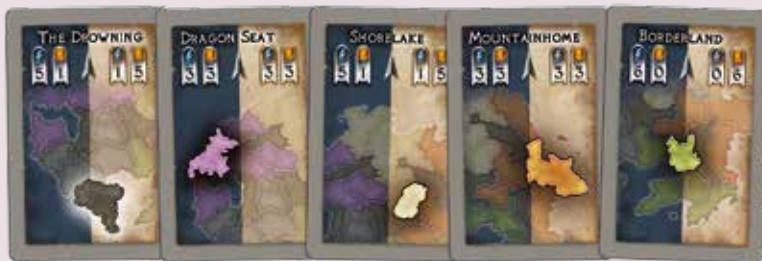 The Drowning
5 1 1 5
Dragon Seat
3 3 3 3
Shorelake
5 1 1 5
Mountainhome
3 3 3 3
Borderland
6 0 0 6